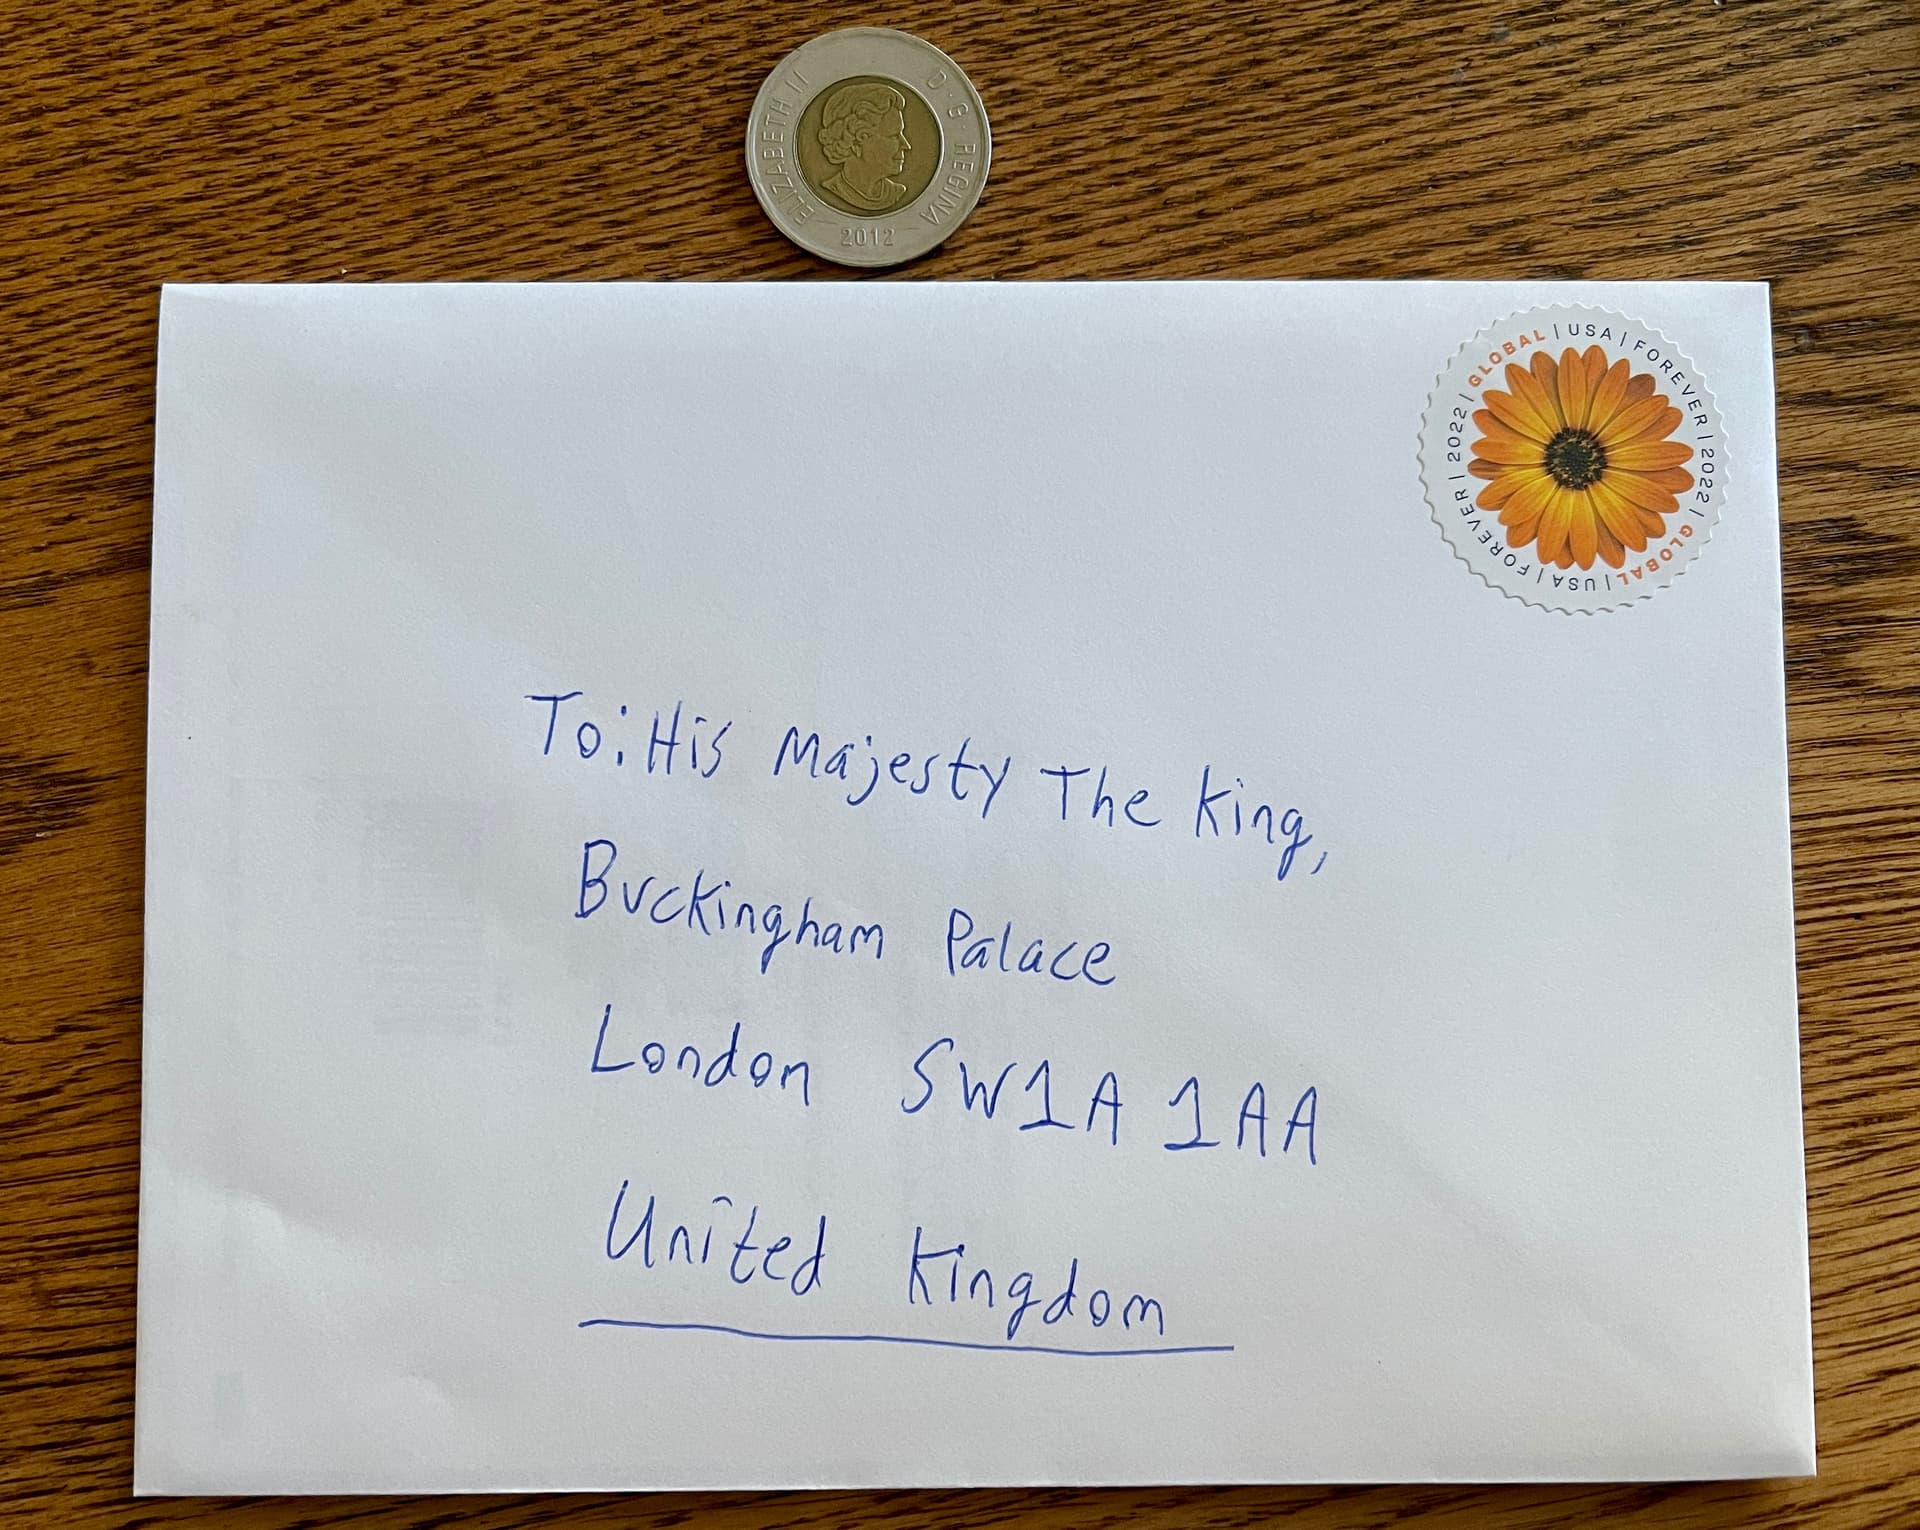 ELIZABETH II D·G·REGINA
2012
GLOBAL | USA | FOREVER | 2022 | GLOBAL | USA | FOREVER | 2022 |
To: His Majesty The King,
Buckingham Palace
London SW1A 1AA
United Kingdom